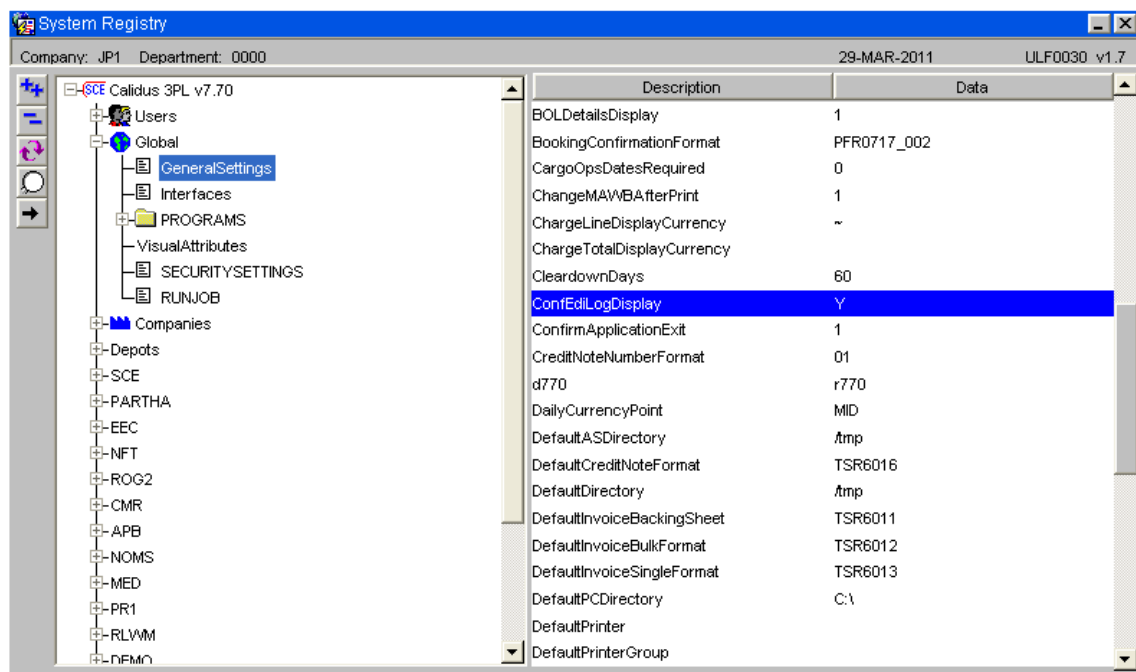 System Registry
Company: JP1 Department: 0000 29-MAR-2011 ULF0030 v1.7
SCE Calidus 3PL v7.70
Users
Global
GeneralSettings
Interfaces
PROGRAMS
VisualAttributes
SECURITYSETTINGS
RUNJOB
Companies
Depots
SCE
PARTHA
EEC
NFT
ROG2
CMR
APB
NOMS
MED
PR1
RLWM
DEMO
Description Data
BOLDetailsDisplay 1
BookingConfirmationFormat PFR0717_002
CargoOpsDatesRequired 0
ChangeMAWBAfterPrint 1
ChargeLineDisplayCurrency ~
ChargeTotalDisplayCurrency
CleardownDays 60
ConfEdiLogDisplay Y
ConfirmApplicationExit 1
CreditNoteNumberFormat 01
d770 r770
DailyCurrencyPoint MID
DefaultASDirectory /tmp
DefaultCreditNoteFormat TSR6016
DefaultDirectory /tmp
DefaultInvoiceBackingSheet TSR6011
DefaultInvoiceBulkFormat TSR6012
DefaultInvoiceSingleFormat TSR6013
DefaultPCDirectory C:\
DefaultPrinter
DefaultPrinterGroup